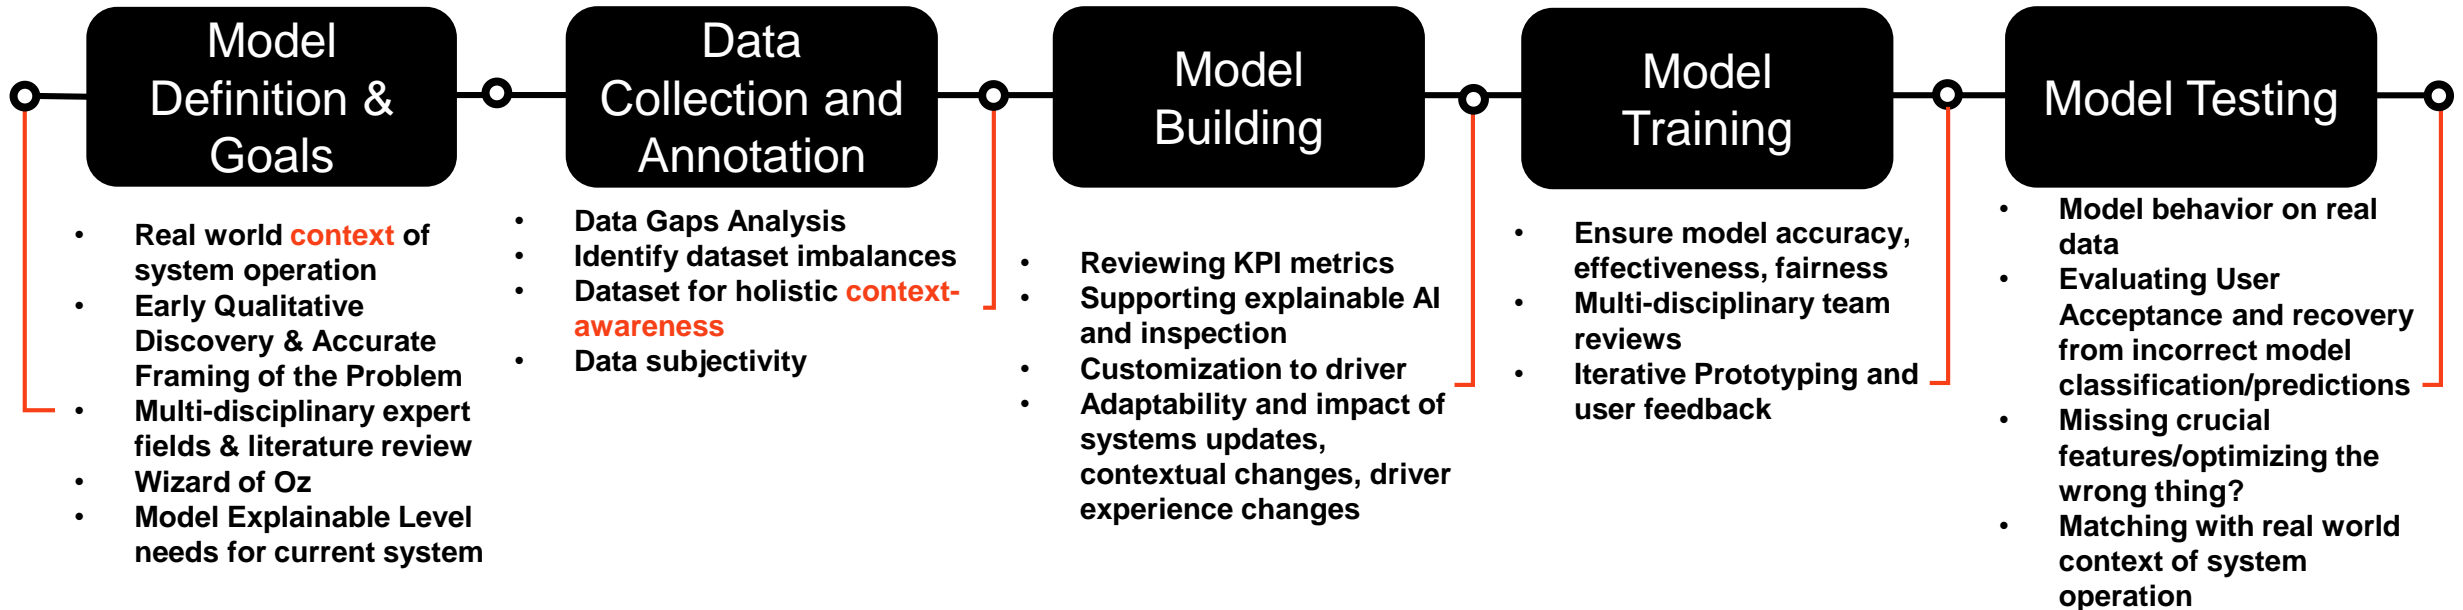 Model
Definition &
Goals
• Real world context of
system operation
• Early Qualitative
Discovery & Accurate
Framing of the Problem
• Multi-disciplinary expert
fields & literature review
• Wizard of Oz
• Model Explainable Level
needs for current system
Data
Collection and
Annotation
• Data Gaps Analysis
• Identify dataset imbalances
• Dataset for holistic context-
awareness
• Data subjectivity
Model
Building
• Reviewing KPI metrics
• Supporting explainable AI
and inspection
• Customization to driver
• Adaptability and impact of
systems updates,
contextual changes, driver
experience changes
Model
Training
• Ensure model accuracy,
effectiveness, fairness
• Multi-disciplinary team
reviews
• Iterative Prototyping and
user feedback
Model Testing
• Model behavior on real
data
• Evaluating User
Acceptance and recovery
from incorrect model
classification/predictions
• Missing crucial
features/optimizing the
wrong thing?
• Matching with real world
context of system
operation